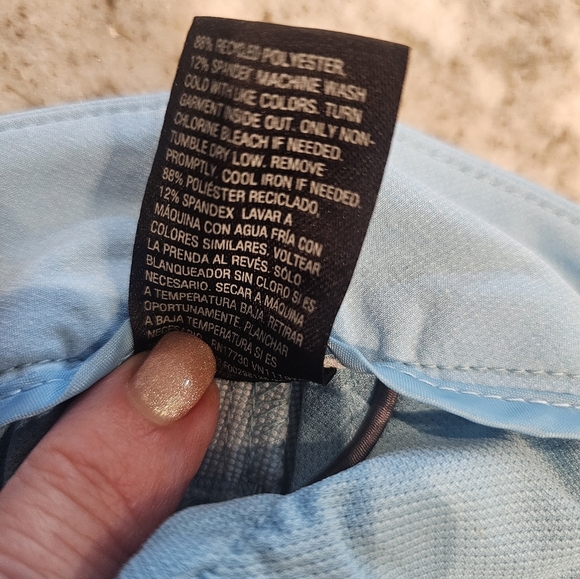 88% RECYCLED POLYESTER,
12% SPANDEX MACHINE WASH
COLD WITH LIKE COLORS. TURN
GARMENT INSIDE OUT. ONLY NON-
CHLORINE BLEACH IF NEEDED.
TUMBLE DRY LOW. REMOVE
PROMPTLY. COOL IRON IF NEEDED.
88% POLIÉSTER RECICLADO,
12% SPANDEX LAVAR A
MÁQUINA CON AGUA FRÍA CON
COLORES SIMILARES. VOLTEAR
LA PRENDA AL REVÉS. SÓLO
BLANQUEADOR SIN CLORO SI ES
NECESARIO. SECAR A MÁQUINA
A TEMPERATURA BAJA. RETIRAR
OPORTUNAMENTE. PLANCHAR
A BAJA TEMPERATURA SI ES
RN17730